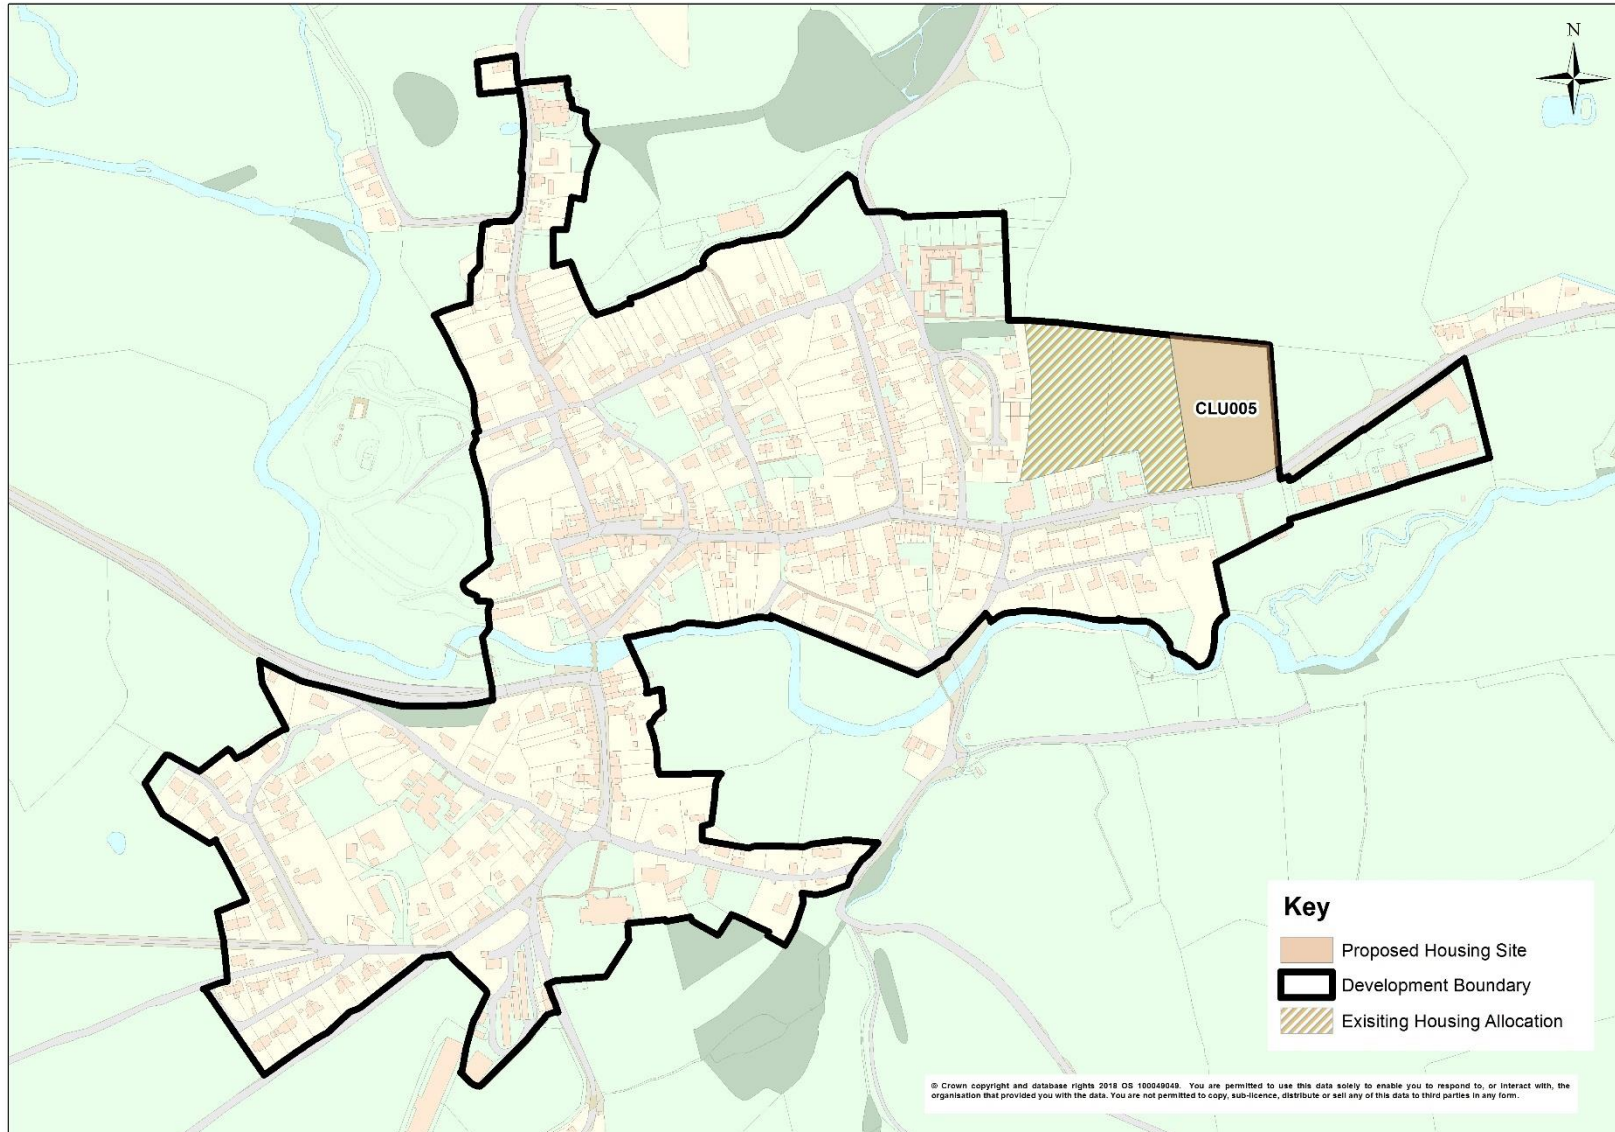 N
CLU005
Key
Proposed Housing Site
Development Boundary
Exisiting Housing Allocation
© Crown copyright and database rights 2018 OS 100049049. You are permitted to use this data solely to enable you to respond to, or interact with, the
organisation that provided you with the data. You are not permitted to copy, sub-licence, distribute or sell any of this data to third parties in any form.